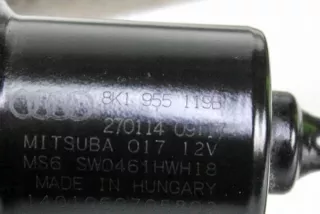 8K1 955 119B
270114
MITSUBA 017 12V
MS6 SW0461HWH18
MADE IN HUNGARY